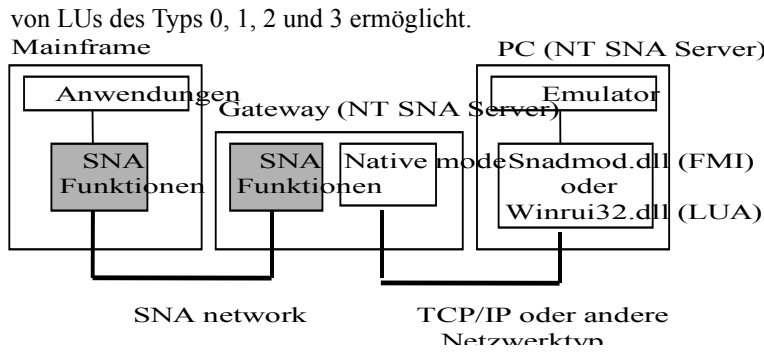 von LUs des Typs 0, 1, 2 und 3 ermöglicht.
Mainframe
PC (NT SNA Server)
Anwendungen
Emulator
Gateway (NT SNA Server)
SNA
Funktionen
SNA
Funktionen
Native mode
Snadmod.dll (FMI)
oder
Winrui32.dll (LUA)
SNA network
TCP/IP oder andere
Netzwerktyp